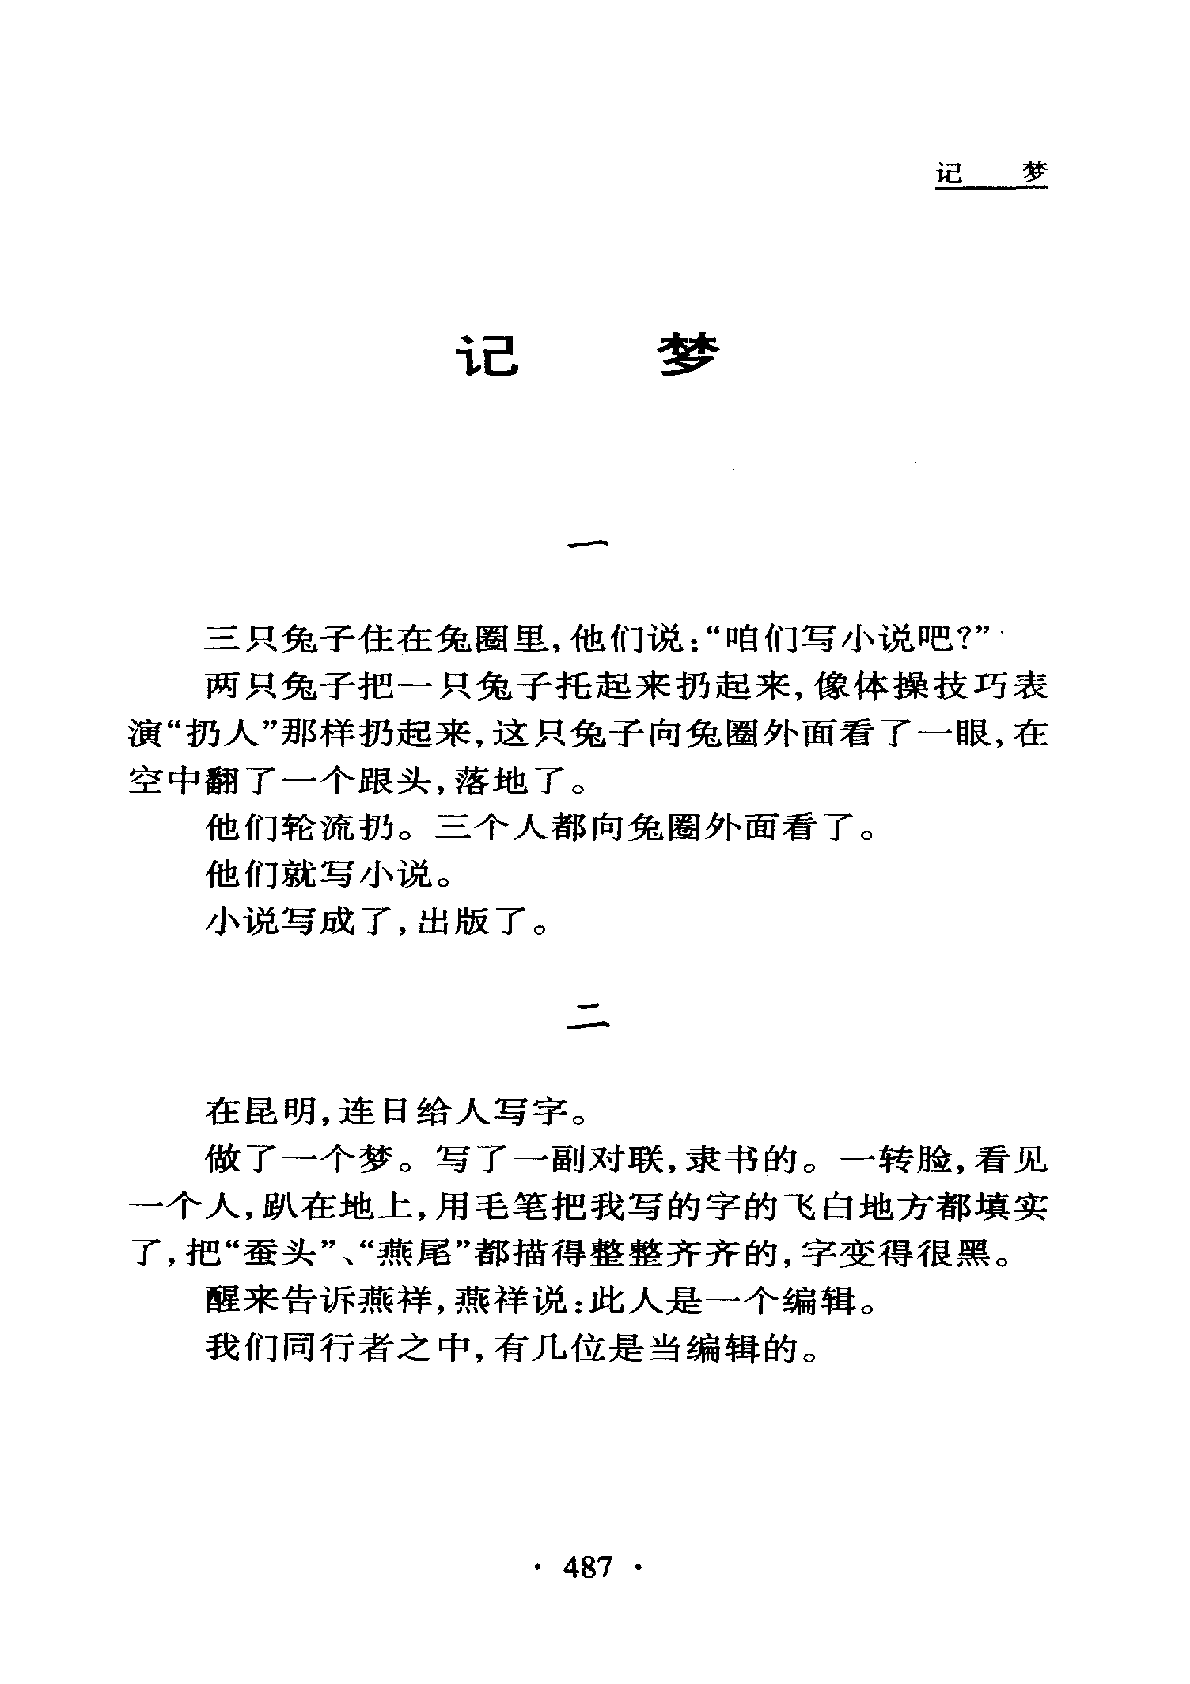 记 梦
记 梦
一
三只兔子住在兔圈里,他们说:“咱们写小说吧?”
两只兔子把一只兔子托起来扔起来,像体操技巧表
演“扔人”那样扔起来,这只兔子向兔圈外面看了一眼,在
空中翻了一个跟头,落地了。
他们轮流扔。三个人都向兔圈外面看了。
他们就写小说。
小说写成了,出版了。
二
在昆明,连日给人写字。
做了一个梦。写了一副对联,隶书的。一转脸,看见
一个人,趴在地上,用毛笔把我写的字的飞白地方都填实
了,把“蚕头”、“燕尾”都描得整整齐齐的,字变得很黑。
醒来告诉燕祥,燕祥说:此人是一个编辑。
我们同行者之中,有几位是当编辑的。
· 487 ·